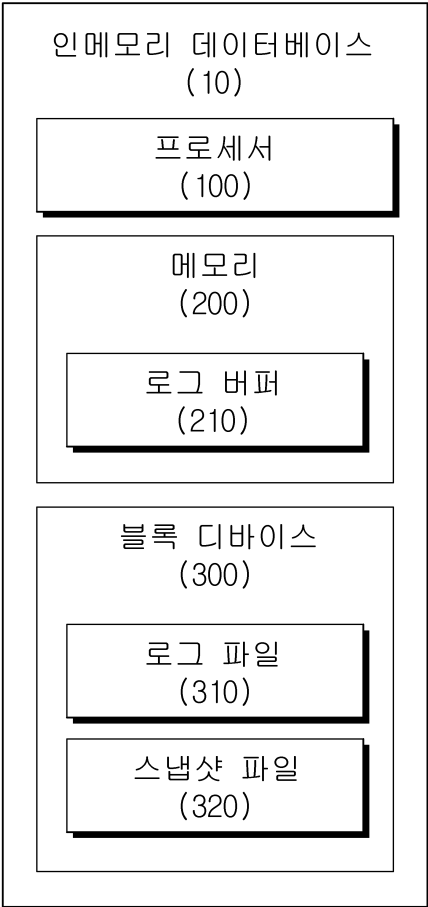 인메모리 데이터베이스
(10)
프로세서
(100)
메모리
(200)
로그 버퍼
(210)
블록 디바이스
(300)
로그 파일
(310)
스냅샷 파일
(320)